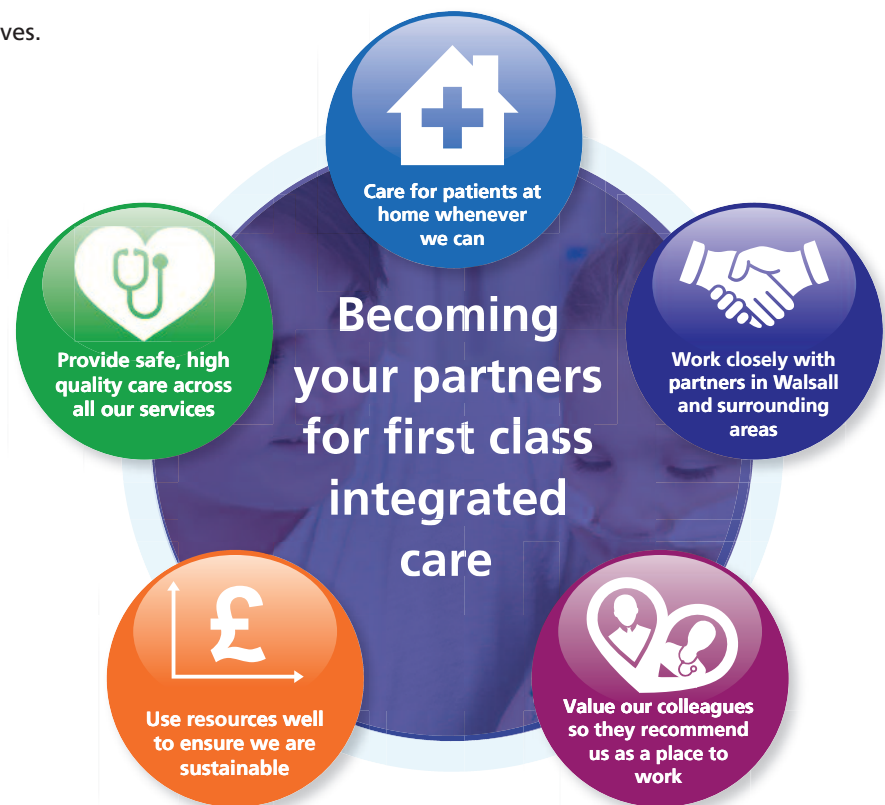 ves.
Care for patients at
home whenever
we can
Provide safe, high
quality care across
all our services
Work closely with
partners in Walsall
and surrounding
areas
Becoming
your partners
for first class
integrated
care
£
Use resources well
to ensure we are
sustainable
Value our colleagues
so they recommend
us as a place to
work